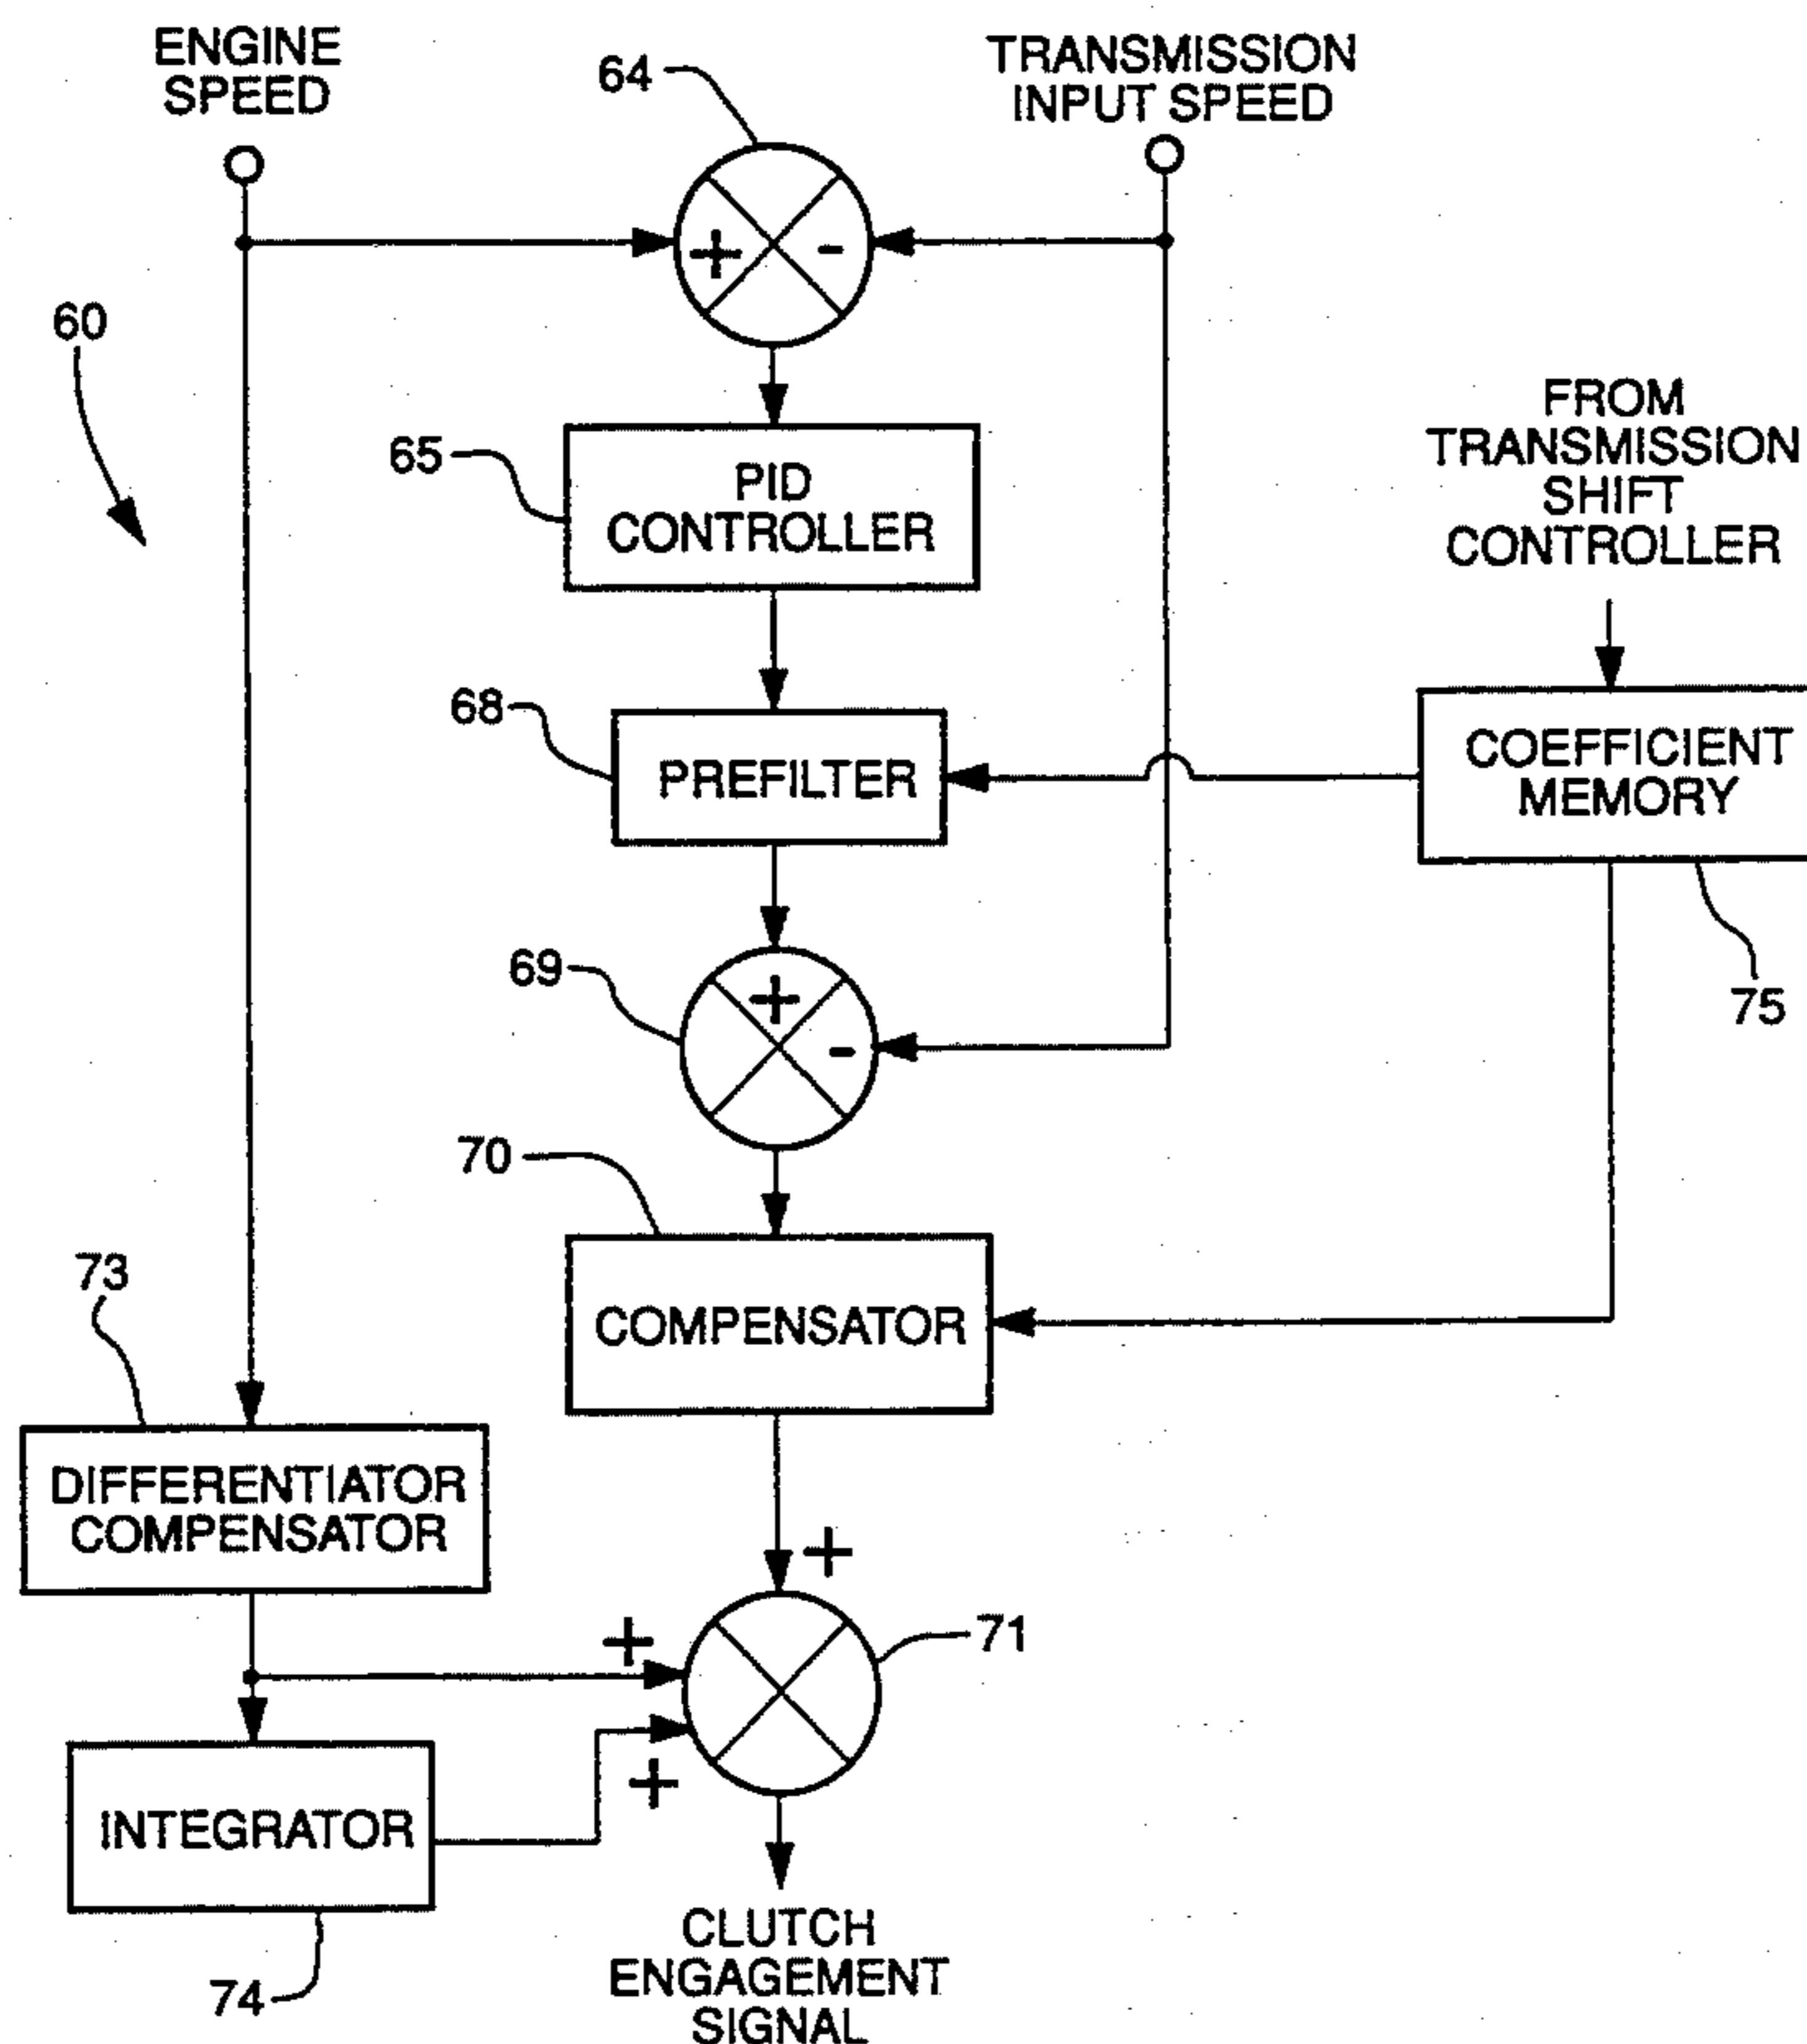 ENGINE
SPEED
64
TRANSMISSION
INPUT SPEED
+
-
60
FROM
TRANSMISSION
SHIFT
CONTROLLER
65
PID
CONTROLLER
68
PREFILTER
COEFFICIENT
MEMORY
69
+
-
75
70
COMPENSATOR
73
DIFFERENTIATOR
COMPENSATOR
+
+
71
+
INTEGRATOR
74
CLUTCH
ENGAGEMENT
SIGNAL